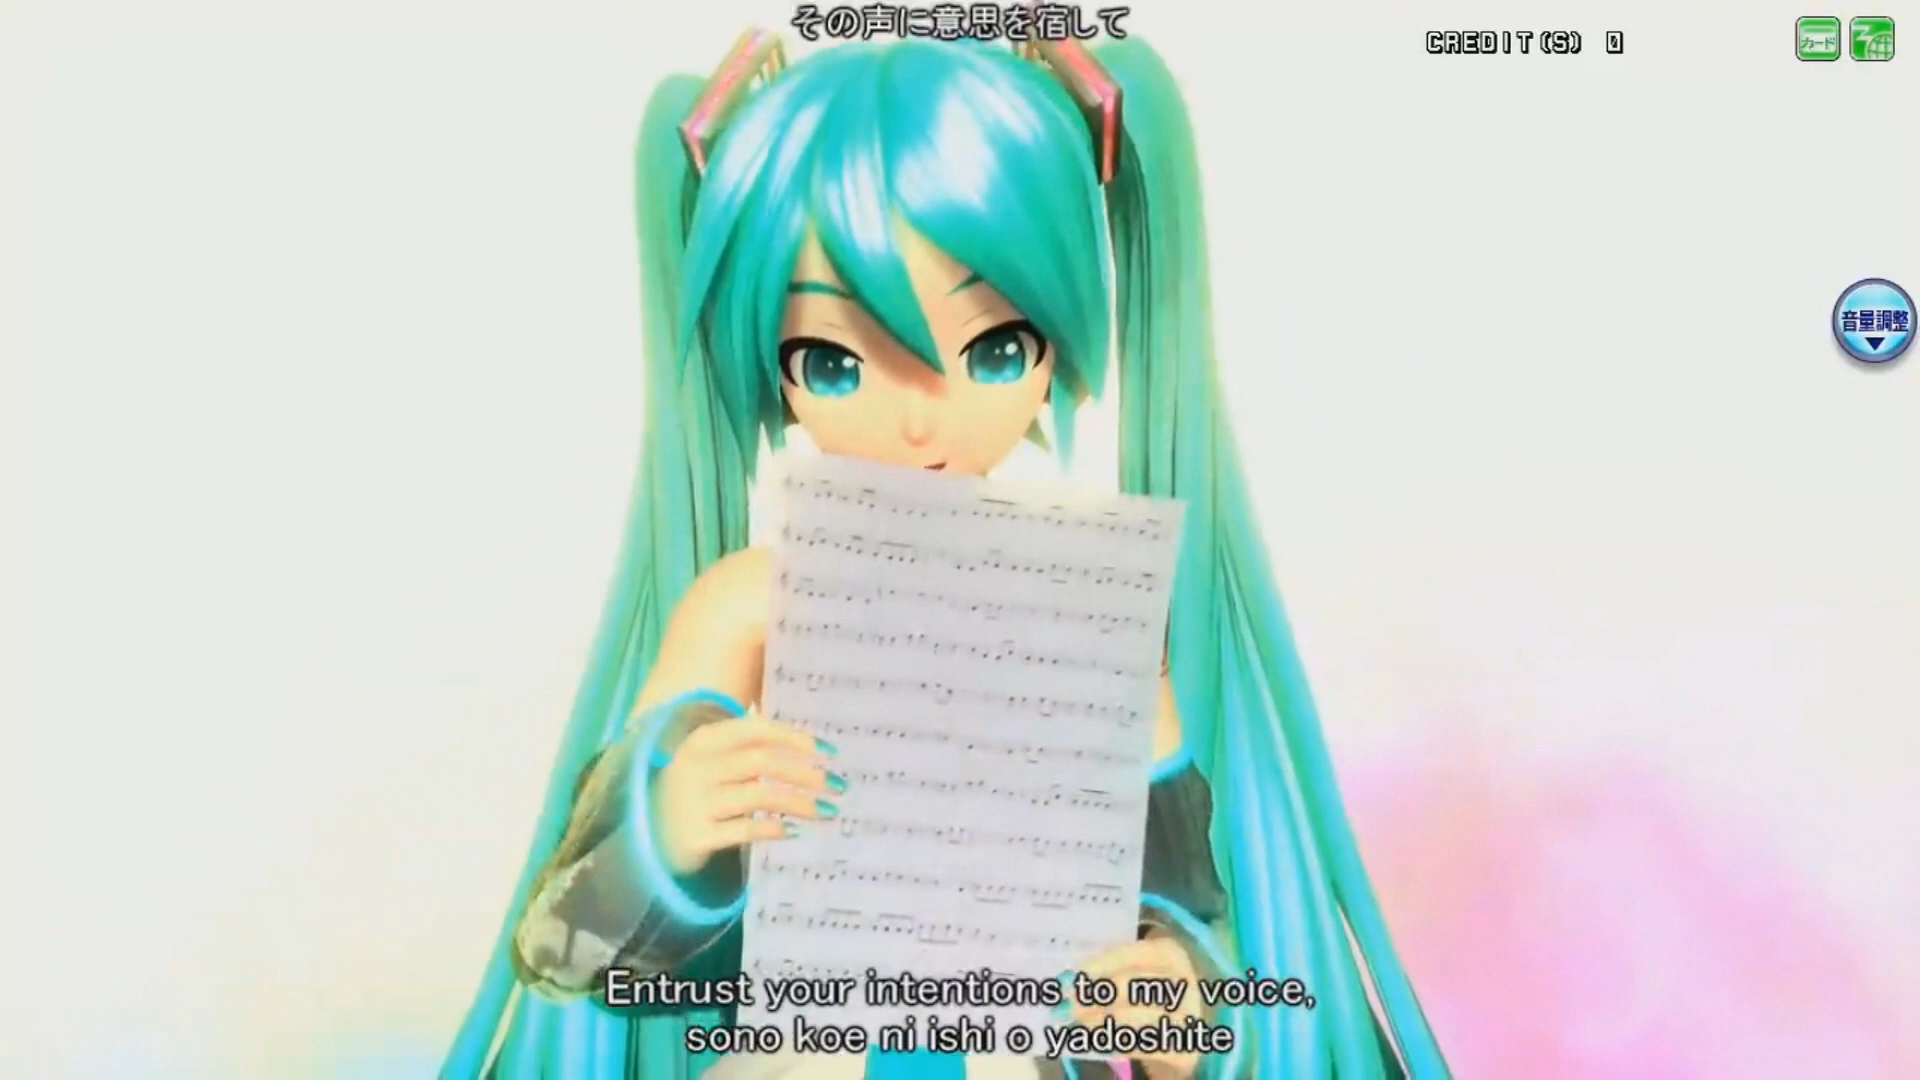 その声に意思を宿して
CREDIT(S) 0
カード
音量調整
Entrust your intentions to my voice,
sono koe ni ishi o yadoshite